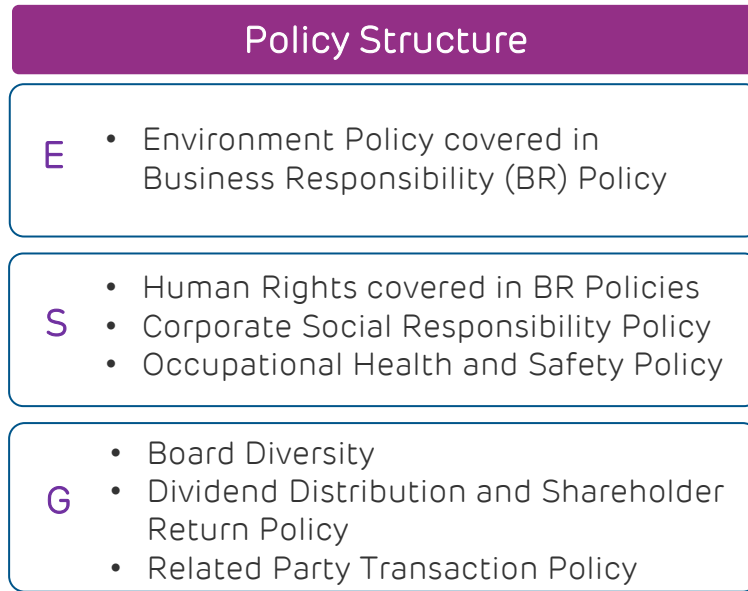 Policy Structure
E
• Environment Policy covered in
Business Responsibility (BR) Policy
S
• Human Rights covered in BR Policies
• Corporate Social Responsibility Policy
• Occupational Health and Safety Policy
G
• Board Diversity
• Dividend Distribution and Shareholder
Return Policy
• Related Party Transaction Policy